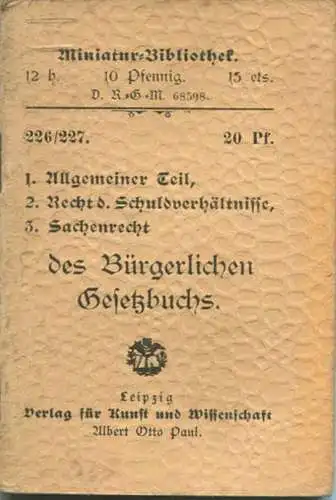 Miniatur-Bibliothek.
12 h. 10 Pfennig. 15 cts.
D. R.-G.-M. 68598.
226/227. 20 Pf.
1. Allgemeiner Teil,
2. Recht d. Schuldverhältnisse,
3. Sachenrecht
des Bürgerlichen
Gesetzbuchs.
Leipzig
Verlag für Kunst und Wissenschaft
Albert Otto Paul.